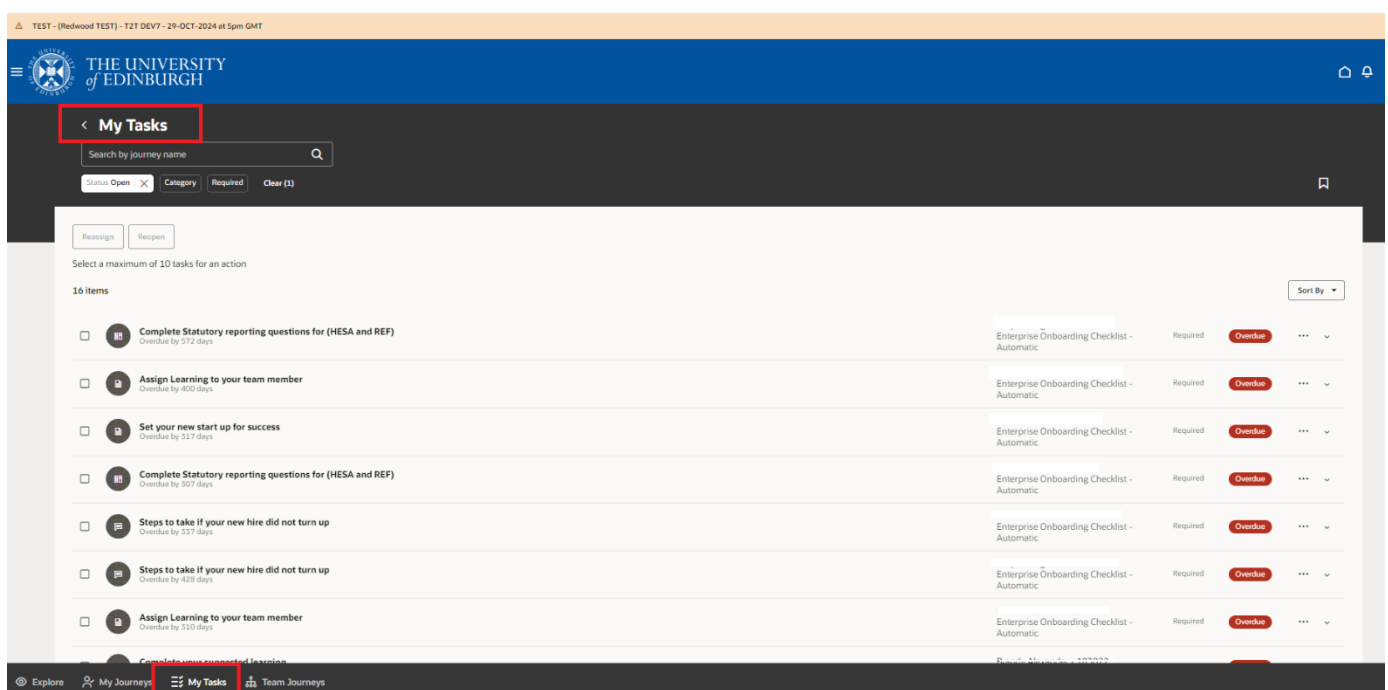 TEST - (Redwood TEST) - T2T DEV7 - 29-OCT-2024 at 5pm GMT
THE UNIVERSITY
of EDINBURGH
My Tasks
Search by journey name
Status Open
Category
Required
Clear (1)
Reassign
Reopen
Select a maximum of 10 tasks for an action
16 items
Sort By
Complete Statutory reporting questions for (HESA and REF)
Overdue by 572 days
Enterprise Onboarding Checklist -
Automatic
Required
Overdue
Assign Learning to your team member
Overdue by 400 days
Enterprise Onboarding Checklist -
Automatic
Required
Overdue
Set your new start up for success
Overdue by 317 days
Enterprise Onboarding Checklist -
Automatic
Required
Overdue
Complete Statutory reporting questions for (HESA and REF)
Overdue by 307 days
Enterprise Onboarding Checklist -
Automatic
Required
Overdue
Steps to take if your new hire did not turn up
Overdue by 337 days
Enterprise Onboarding Checklist -
Automatic
Required
Overdue
Steps to take if your new hire did not turn up
Overdue by 428 days
Enterprise Onboarding Checklist -
Automatic
Required
Overdue
Assign Learning to your team member
Overdue by 310 days
Enterprise Onboarding Checklist -
Automatic
Required
Overdue
Complete your suggested learning
Explore
My Journeys
My Tasks
Team Journeys